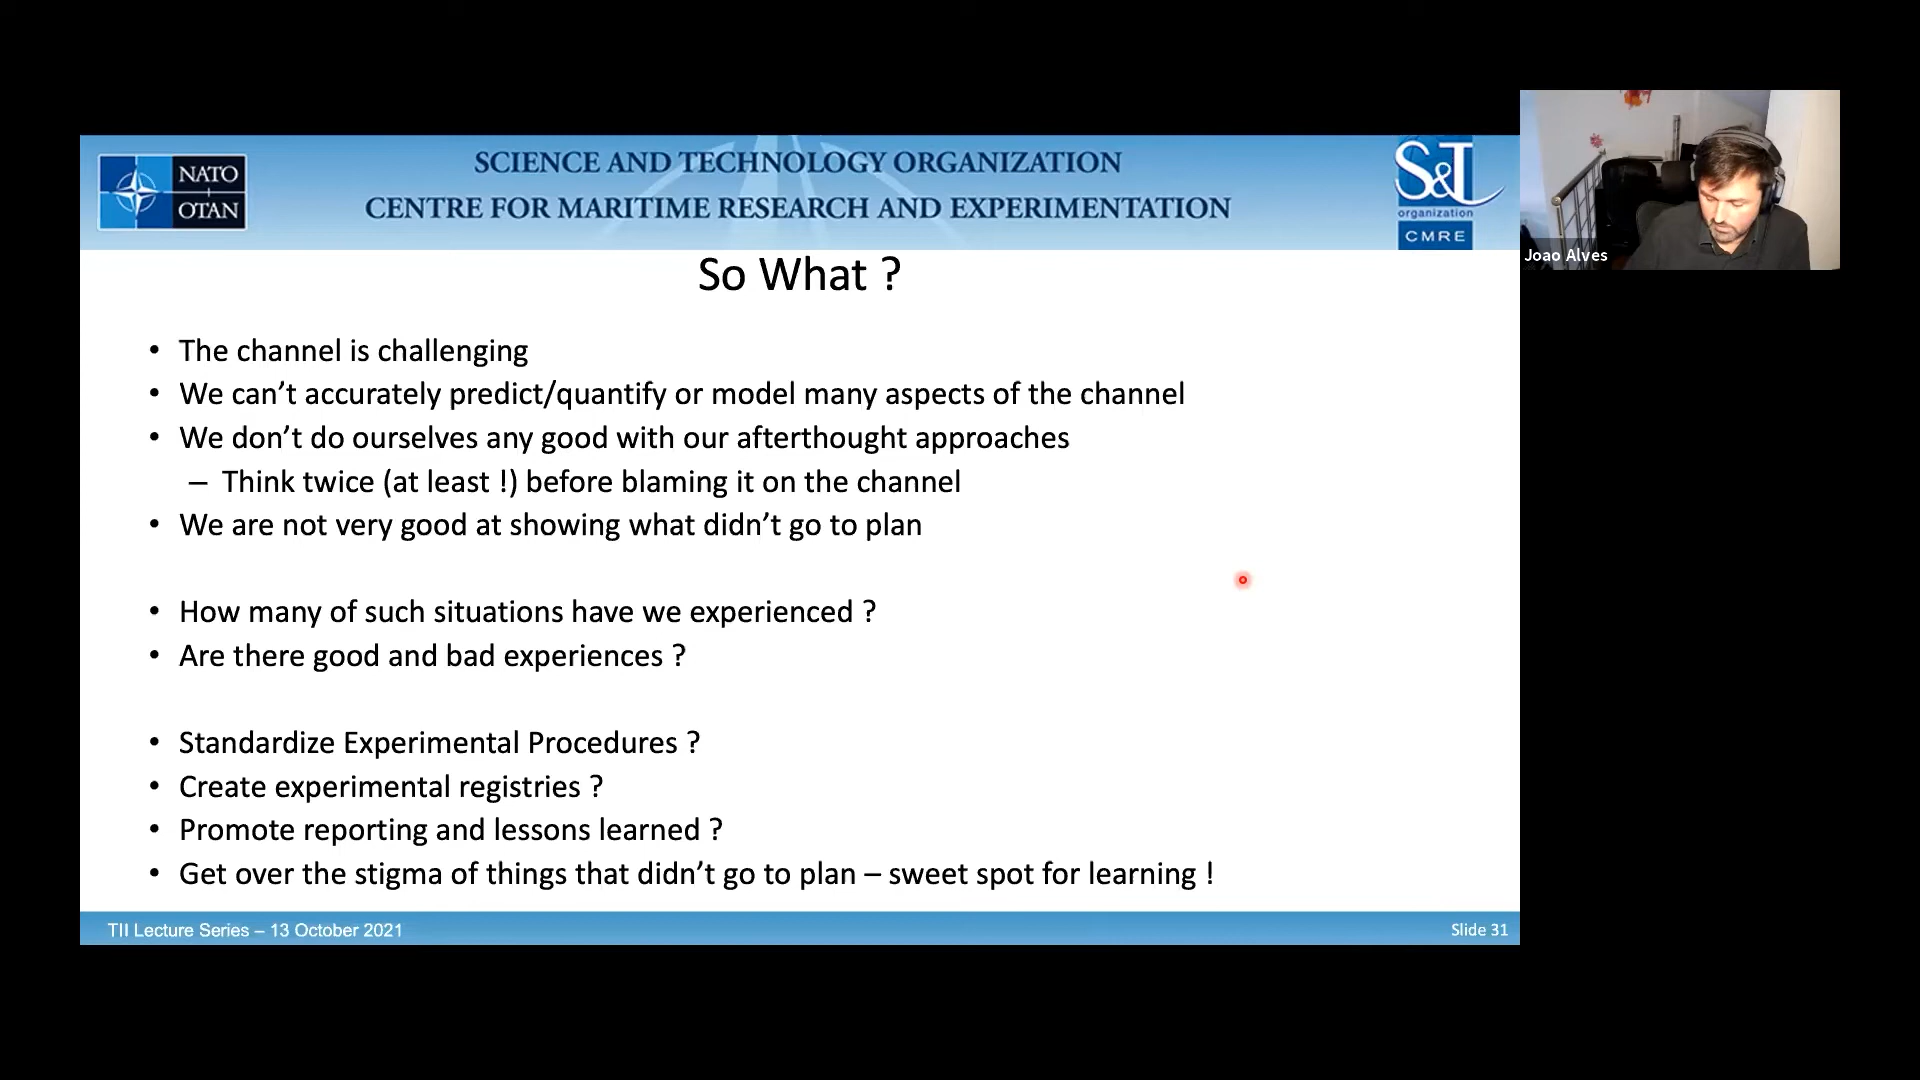 NATO
OTAN
SCIENCE AND TECHNOLOGY ORGANIZATION
CENTRE FOR MARITIME RESEARCH AND EXPERIMENTATION
S&T
organization
CMRE
Joao Alves
So What ?
• The channel is challenging
• We can’t accurately predict/quantify or model many aspects of the channel
• We don’t do ourselves any good with our afterthought approaches
– Think twice (at least !) before blaming it on the channel
• We are not very good at showing what didn’t go to plan
• How many of such situations have we experienced ?
• Are there good and bad experiences ?
• Standardize Experimental Procedures ?
• Create experimental registries ?
• Promote reporting and lessons learned ?
• Get over the stigma of things that didn’t go to plan – sweet spot for learning !
TII Lecture Series – 13 October 2021
Slide 31